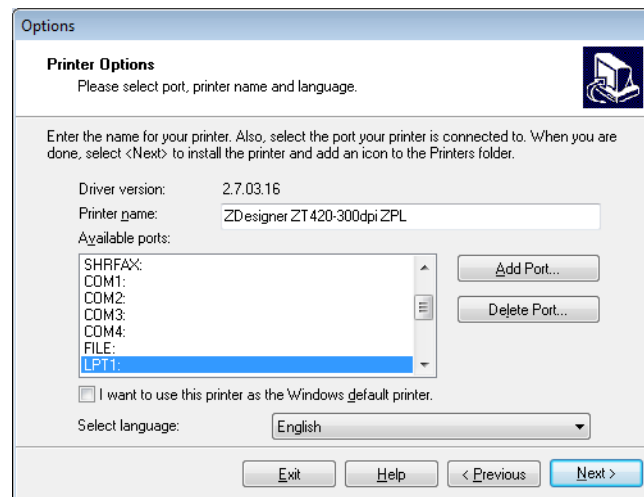 Options
Printer Options
Please select port, printer name and language.
Enter the name for your printer. Also, select the port your printer is connected to. When you are
done, select <Next> to install the printer and add an icon to the Printers folder.
Driver version: 2.7.03.16
Printer name: ZDesigner ZT420-300dpi ZPL
Available ports:
SHRFAX:
COM1:
COM2:
COM3:
COM4:
FILE:
LPT1:
Add Port...
Delete Port...
I want to use this printer as the Windows default printer.
Select language: English
Exit Help < Previous Next >